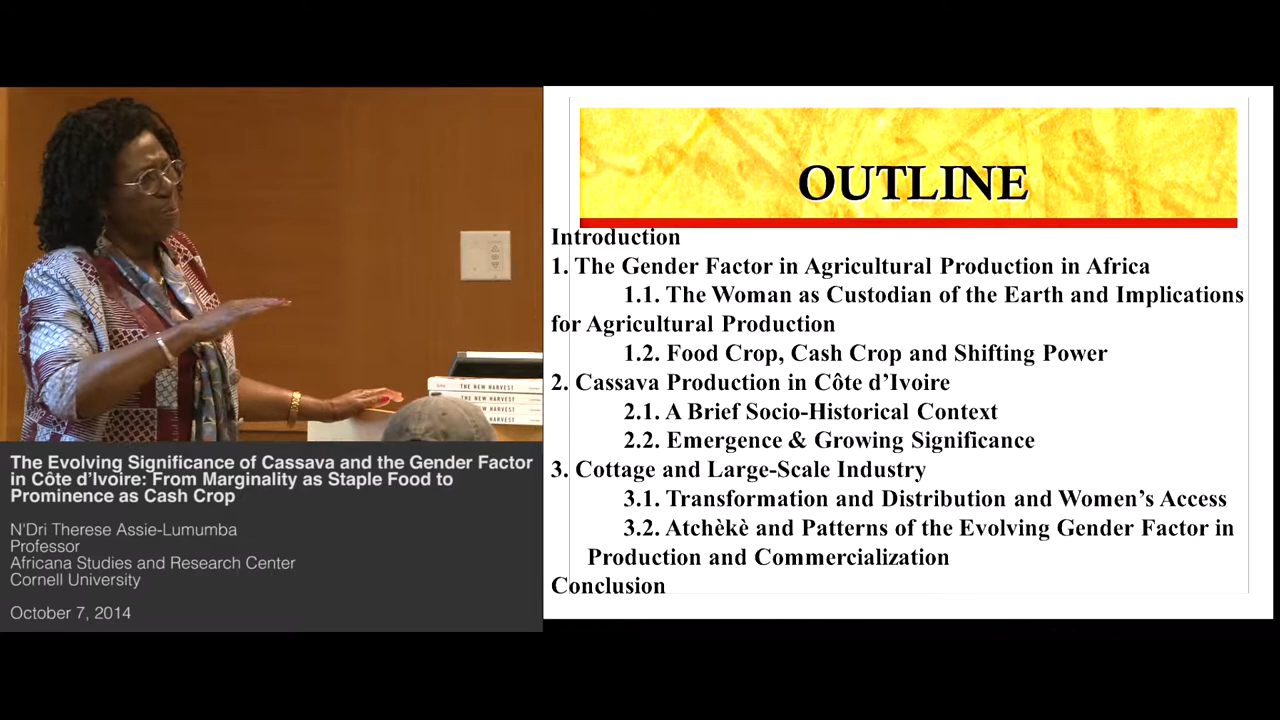 OUTLINE
Introduction
1. The Gender Factor in Agricultural Production in Africa
1.1. The Woman as Custodian of the Earth and Implications
for Agricultural Production
1.2. Food Crop, Cash Crop and Shifting Power
2. Cassava Production in Côte d’Ivoire
2.1. A Brief Socio-Historical Context
2.2. Emergence & Growing Significance
3. Cottage and Large-Scale Industry
3.1. Transformation and Distribution and Women’s Access
3.2. Atchèkè and Patterns of the Evolving Gender Factor in
Production and Commercialization
Conclusion
THE NEW HARVEST
THE NEW HARVEST
THE NEW HARVEST
THE NEW HARVEST
The Evolving Significance of Cassava and the Gender Factor
in Côte d’Ivoire: From Marginality as Staple Food to
Prominence as Cash Crop
N’Dri Therese Assie-Lumumba
Professor
Africana Studies and Research Center
Cornell University
October 7, 2014